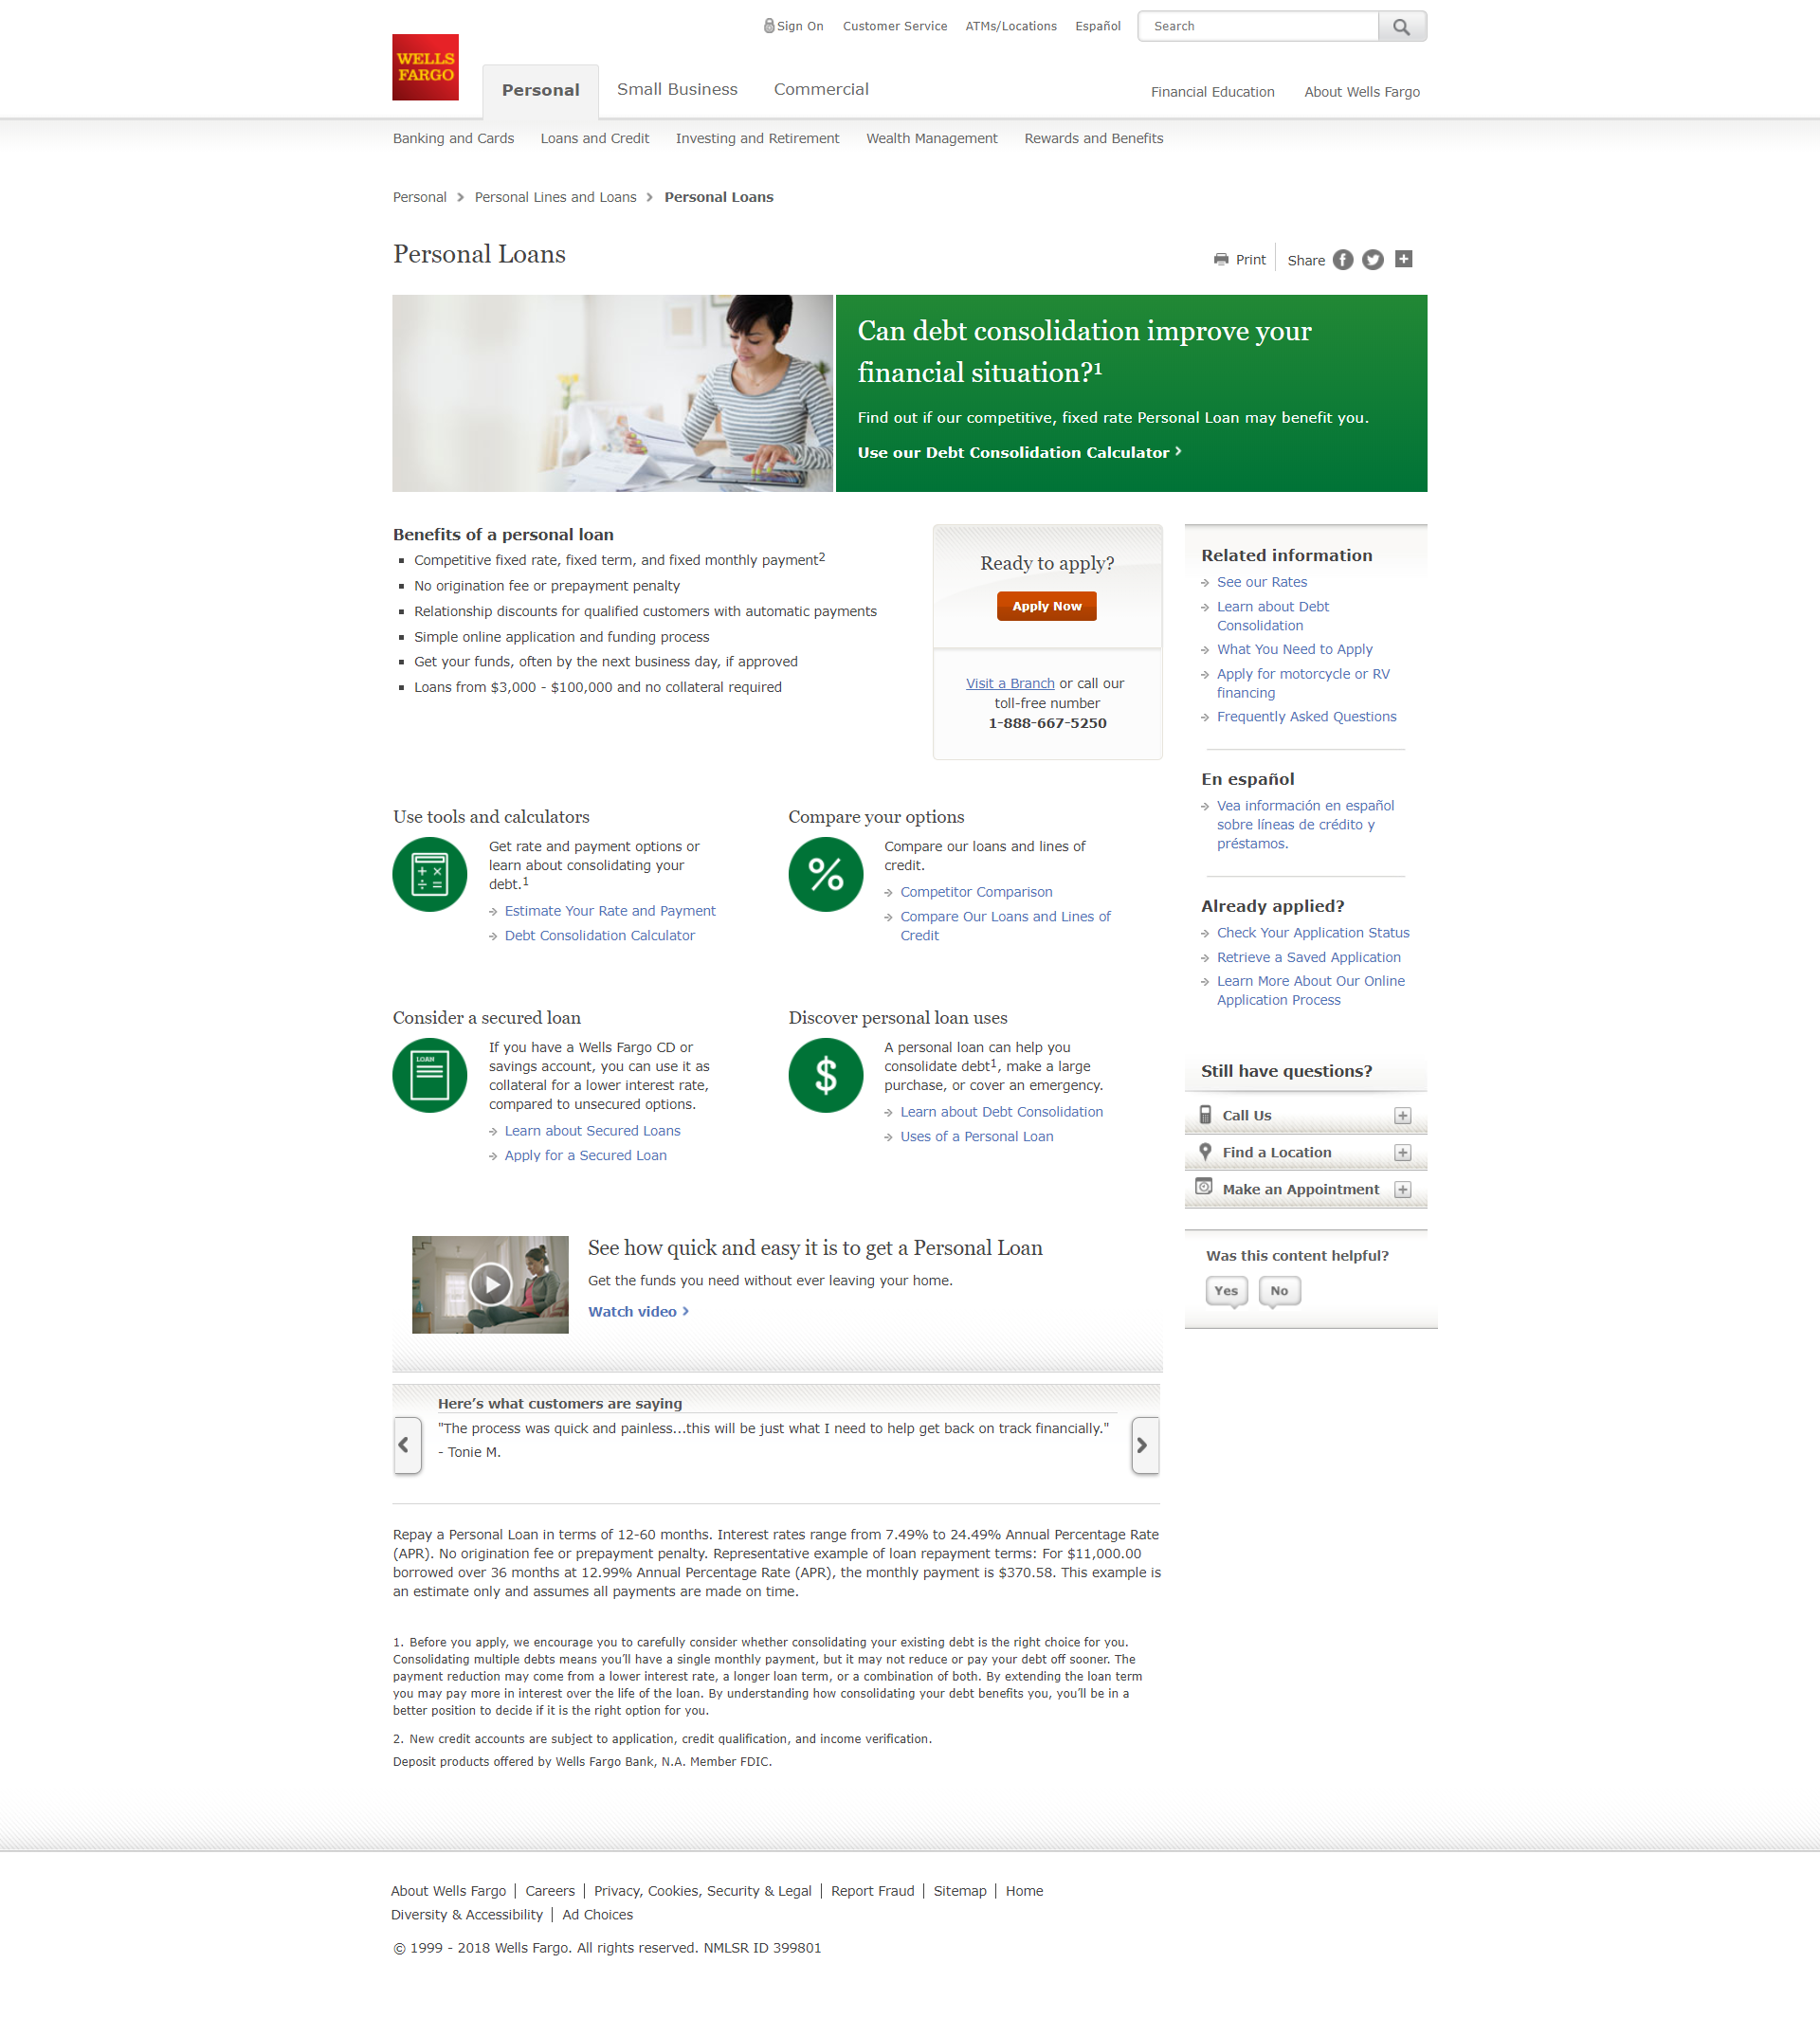 Sign On Customer Service ATMs/Locations Español Search
WELLS
FARGO
Personal Small Business Commercial Financial Education About Wells Fargo
Banking and Cards Loans and Credit Investing and Retirement Wealth Management Rewards and Benefits
Personal Personal Lines and Loans Personal Loans
Personal Loans
Print Share
Can debt consolidation improve your
financial situation?1
Find out if our competitive, fixed rate Personal Loan may benefit you.
Use our Debt Consolidation Calculator
Benefits of a personal loan
Competitive fixed rate, fixed term, and fixed monthly payment2
No origination fee or prepayment penalty
Relationship discounts for qualified customers with automatic payments
Simple online application and funding process
Get your funds, often by the next business day, if approved
Loans from $3,000 - $100,000 and no collateral required
Ready to apply?
Apply Now
Visit a Branch or call our
toll-free number
1-888-667-5250
Related information
See our Rates
Learn about Debt
Consolidation
What You Need to Apply
Apply for motorcycle or RV
financing
Frequently Asked Questions
En español
Vea información en español
sobre líneas de crédito y
préstamos.
Already applied?
Check Your Application Status
Retrieve a Saved Application
Learn More About Our Online
Application Process
Use tools and calculators
Get rate and payment options or
learn about consolidating your
debt.1
Estimate Your Rate and Payment
Debt Consolidation Calculator
Compare your options
Compare our loans and lines of
credit.
Competitor Comparison
Compare Our Loans and Lines of
Credit
Consider a secured loan
LOAN
If you have a Wells Fargo CD or
savings account, you can use it as
collateral for a lower interest rate,
compared to unsecured options.
Learn about Secured Loans
Apply for a Secured Loan
Discover personal loan uses
$
A personal loan can help you
consolidate debt1, make a large
purchase, or cover an emergency.
Learn about Debt Consolidation
Uses of a Personal Loan
Still have questions?
Call Us
Find a Location
Make an Appointment
Was this content helpful?
Yes No
See how quick and easy it is to get a Personal Loan
Get the funds you need without ever leaving your home.
Watch video
Here's what customers are saying
"The process was quick and painless...this will be just what I need to help get back on track financially."
- Tonie M.
Repay a Personal Loan in terms of 12-60 months. Interest rates range from 7.49% to 24.49% Annual Percentage Rate
(APR). No origination fee or prepayment penalty. Representative example of loan repayment terms: For $11,000.00
borrowed over 36 months at 12.99% Annual Percentage Rate (APR), the monthly payment is $370.58. This example is
an estimate only and assumes all payments are made on time.
1. Before you apply, we encourage you to carefully consider whether consolidating your existing debt is the right choice for you.
Consolidating multiple debts means you'll have a single monthly payment, but it may not reduce or pay your debt off sooner. The
payment reduction may come from a lower interest rate, a longer loan term, or a combination of both. By extending the loan term
you may pay more in interest over the life of the loan. By understanding how consolidating your debt benefits you, you'll be in a
better position to decide if it is the right option for you.
2. New credit accounts are subject to application, credit qualification, and income verification.
Deposit products offered by Wells Fargo Bank, N.A. Member FDIC.
About Wells Fargo | Careers | Privacy, Cookies, Security & Legal | Report Fraud | Sitemap | Home
Diversity & Accessibility | Ad Choices
© 1999 - 2018 Wells Fargo. All rights reserved. NMLSR ID 399801